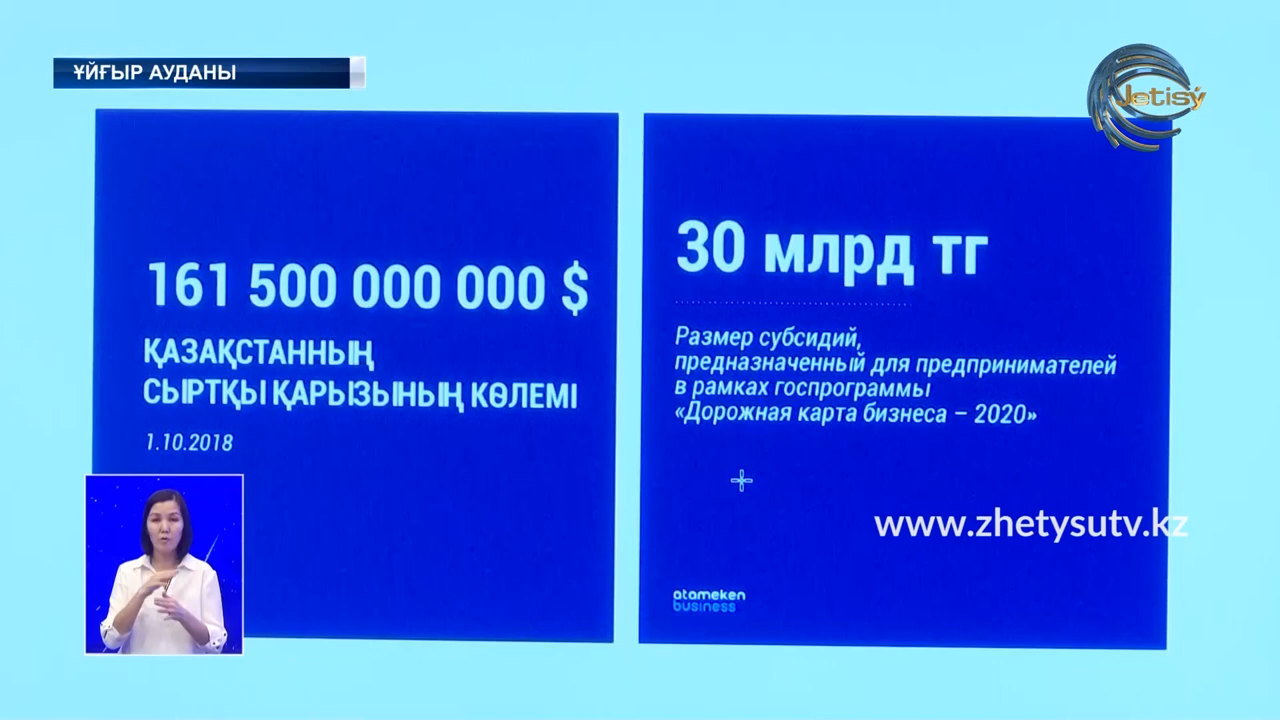 ҰЙҒЫР АУДАНЫ
Jetisý
161 500 000 000 $
ҚАЗАҚСТАННЫҢ
СЫРТҚЫ ҚАРЫЗЫНЫҢ КӨЛЕМІ
1.10.2018
30 млрд тг
Размер субсидий,
предназначенный для предпринимателей
в рамках госпрограммы
«Дорожная карта бизнеса – 2020»
www.zhetysutv.kz
atameken
business